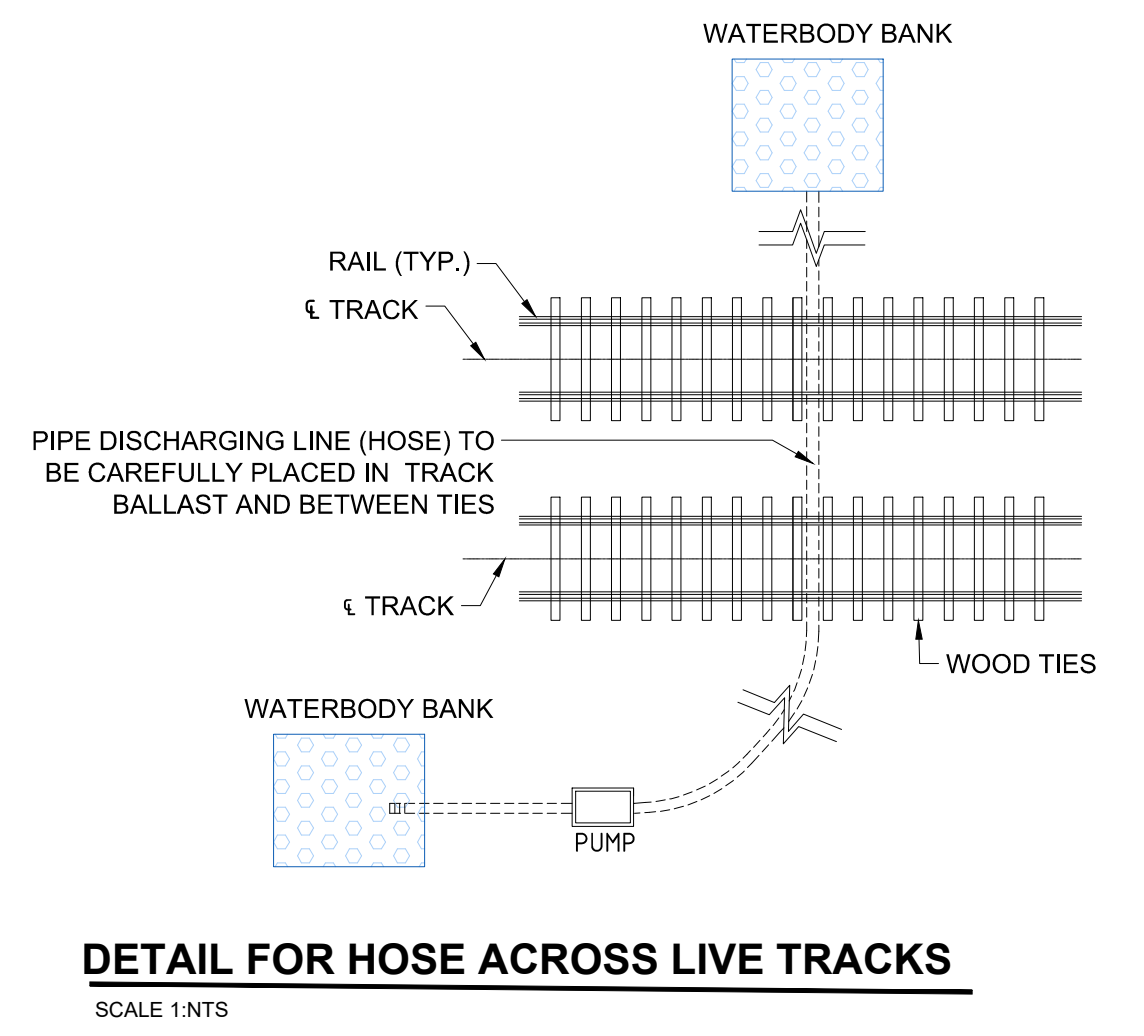 WATERBODY BANK
RAIL (TYP.)
℄ TRACK
PIPE DISCHARGING LINE (HOSE) TO
BE CAREFULLY PLACED IN TRACK
BALLAST AND BETWEEN TIES
℄ TRACK
WOOD TIES
WATERBODY BANK
PUMP
DETAIL FOR HOSE ACROSS LIVE TRACKS
SCALE 1:NTS